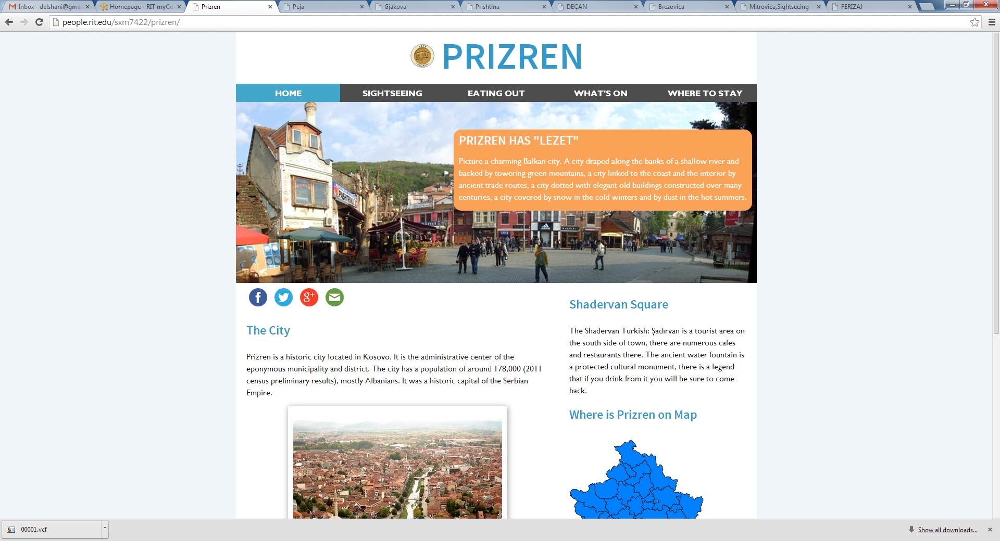 Inbox - delshani@gma
Homepage - RIT myCo
Prizren
Peja
Gjakova
Prishtina
DEÇAN
Brezovica
Mitrovica,Sightseeing
FERIZAJ
people.rit.edu/sxm7422/prizren/
1878
PRIZREN
PRIZREN
HOME
SIGHTSEEING
EATING OUT
WHAT'S ON
WHERE TO STAY
PRIZREN HAS "LEZET"
Picture a charming Balkan city. A city draped along the banks of a shallow river and
backed by towering green mountains, a city linked to the coast and the interior by
ancient trade routes, a city dotted with elegant old buildings constructed over many
centuries, a city covered by snow in the cold winters and by dust in the hot summers.
adidas
The City
Prizren is a historic city located in Kosovo. It is the administrative center of the
eponymous municipality and district. The city has a population of around 178,000 (2011
census preliminary results), mostly Albanians. It was a historic capital of the Serbian
Empire.
Shadervan Square
The Shadervan Turkish: Şadırvan is a tourist area on
the south side of town, there are numerous cafes
and restaurants there. The ancient water fountain is
a protected cultural monument, there is a legend
that if you drink from it you will be sure to come
back.
Where is Prizren on Map
00001.vcf
Show all downloads...